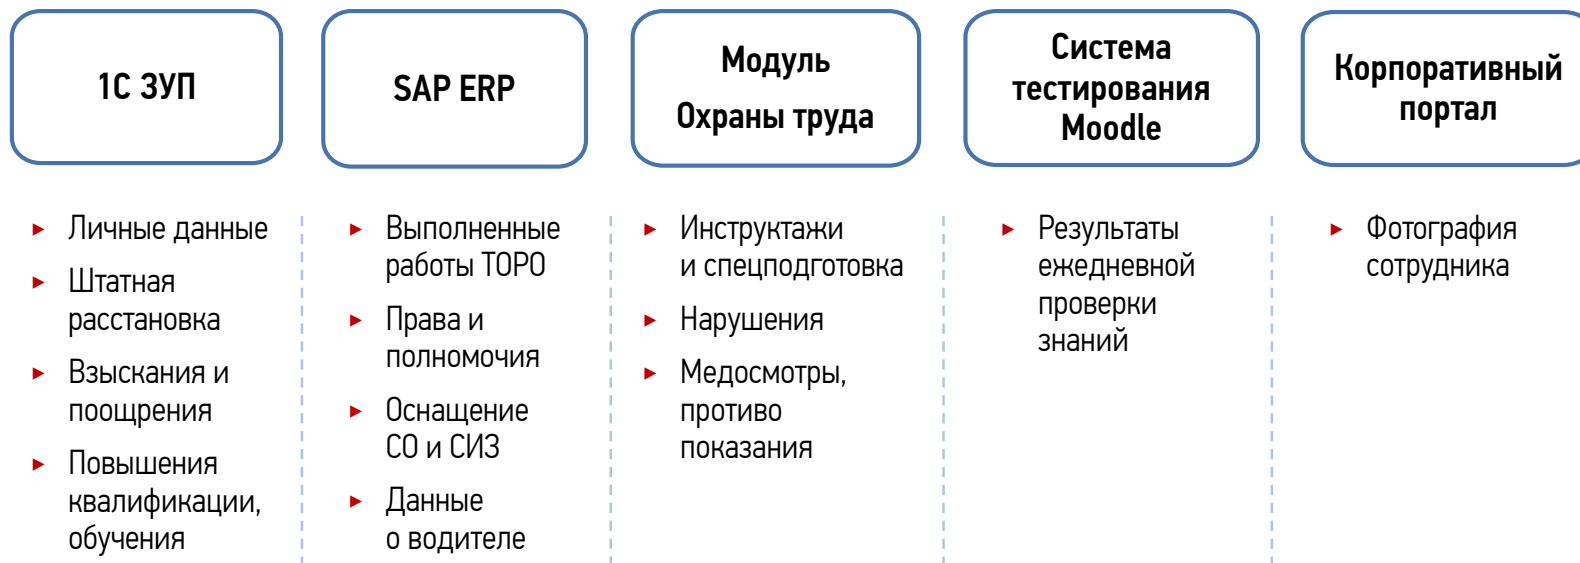 1С ЗУП
SAP ERP
Модуль
Охраны труда
Система
тестирования
Moodle
Корпоративный
портал
► Личные данные
► Штатная
расстановка
► Взыскания и
поощрения
► Повышения
квалификации,
обучения
► Выполненные
работы ТОРО
► Права и
полномочия
► Оснащение
СО и СИЗ
► Данные
о водителе
► Инструктажи
и спецподготовка
► Нарушения
► Медосмотры,
противо
показания
► Результаты
ежедневной
проверки
знаний
► Фотография
сотрудника